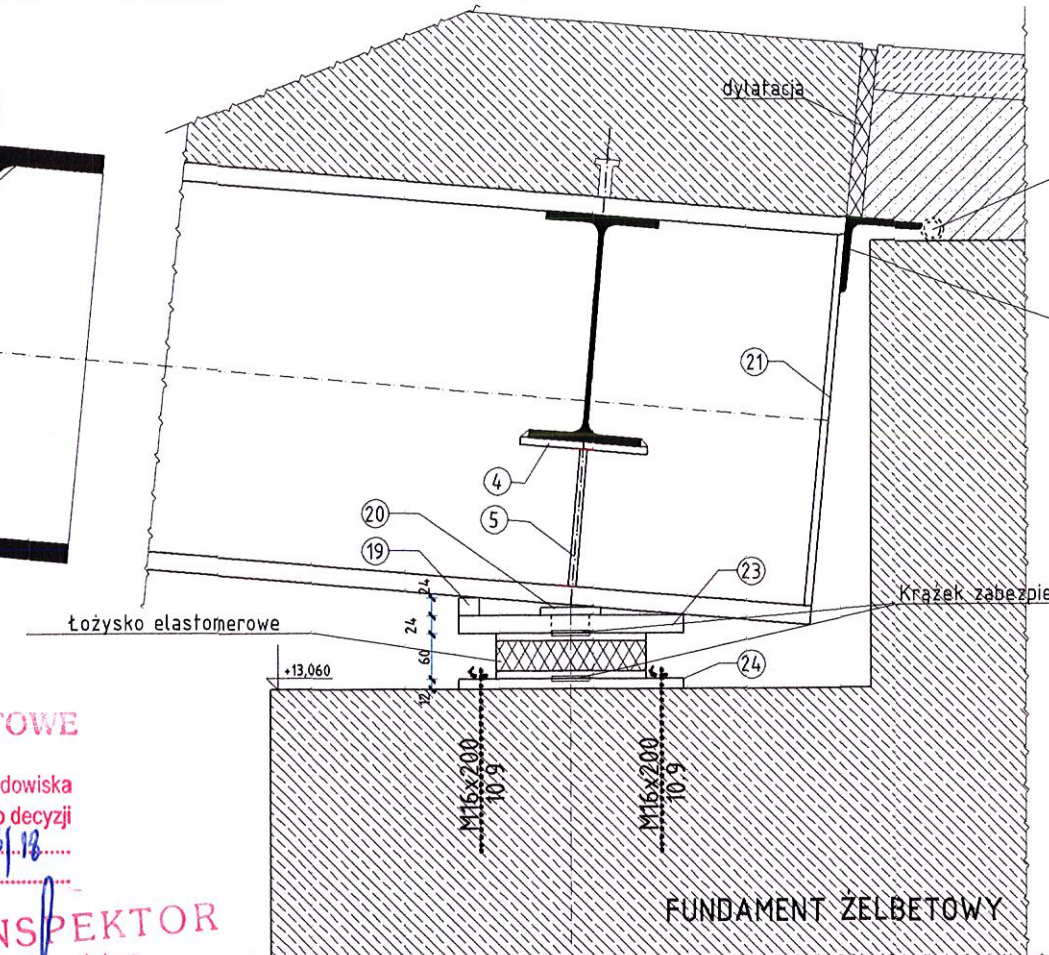 dylatacja
21
4
20
5
19
23
24
Krążek zabezpie
Łożysko elastomerowe
24
60
24
+13,060
12
TOWE
dowiska
o decyzji
M16x200
10 9
M16x200
10 9
/18
NSPEKTOR
FUNDAMENT ŻELBETOWY